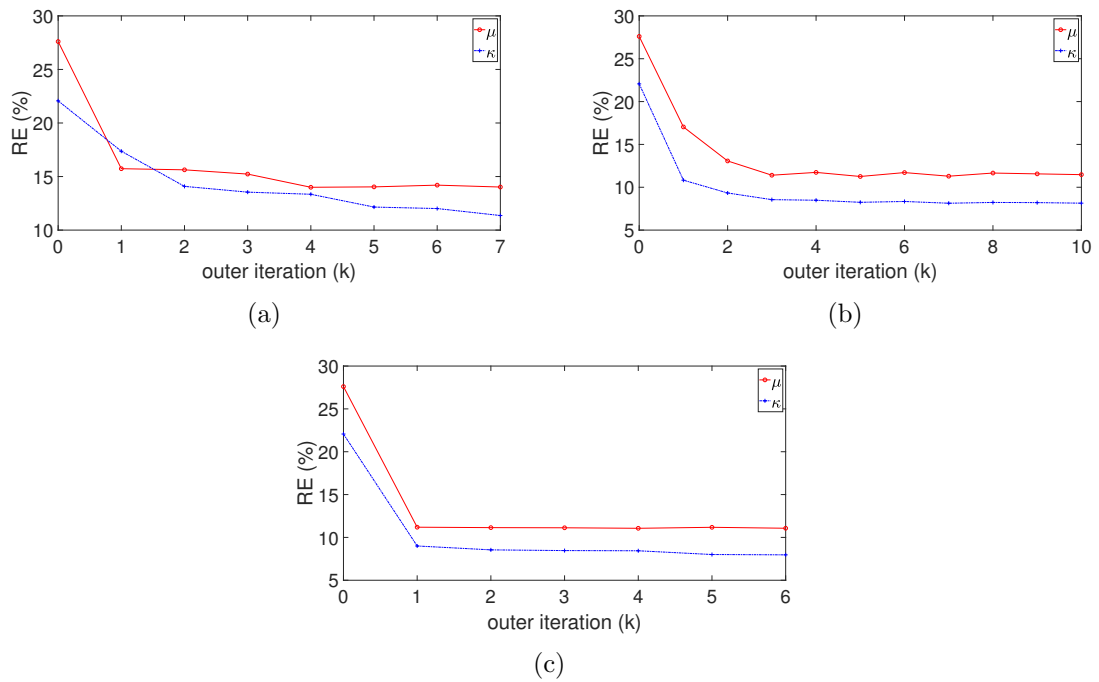 30
25
20
15
10
RE (%)
μ
κ
0 1 2 3 4 5 6 7
outer iteration (k)
(a)
30
25
20
15
10
5
RE (%)
μ
κ
0 2 4 6 8 10
outer iteration (k)
(b)
30
25
20
15
10
5
RE (%)
μ
κ
0 1 2 3 4 5 6
outer iteration (k)
(c)